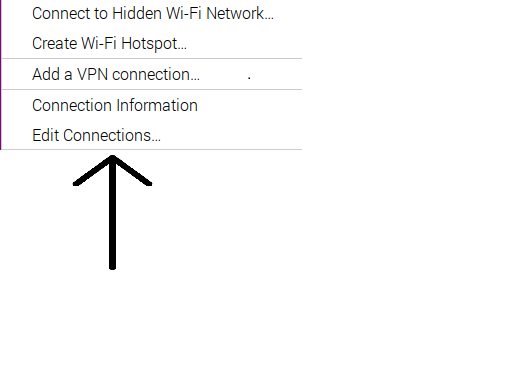 Connect to Hidden Wi-Fi Network...
Create Wi-Fi Hotspot...
Add a VPN connection...
Connection Information
Edit Connections...